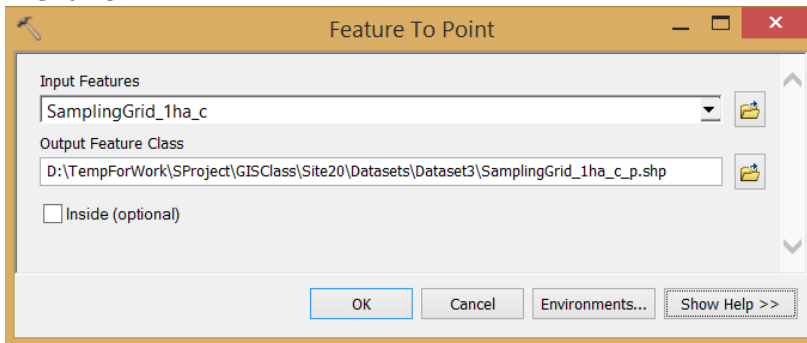 Feature To Point
Input Features
SamplingGrid_1ha_c
Output Feature Class
D:\TempForWork\SProject\GISClass\Site20\Datasets\Dataset3\SamplingGrid_1ha_c_p.shp
Inside (optional)
OK Cancel Environments... Show Help >>